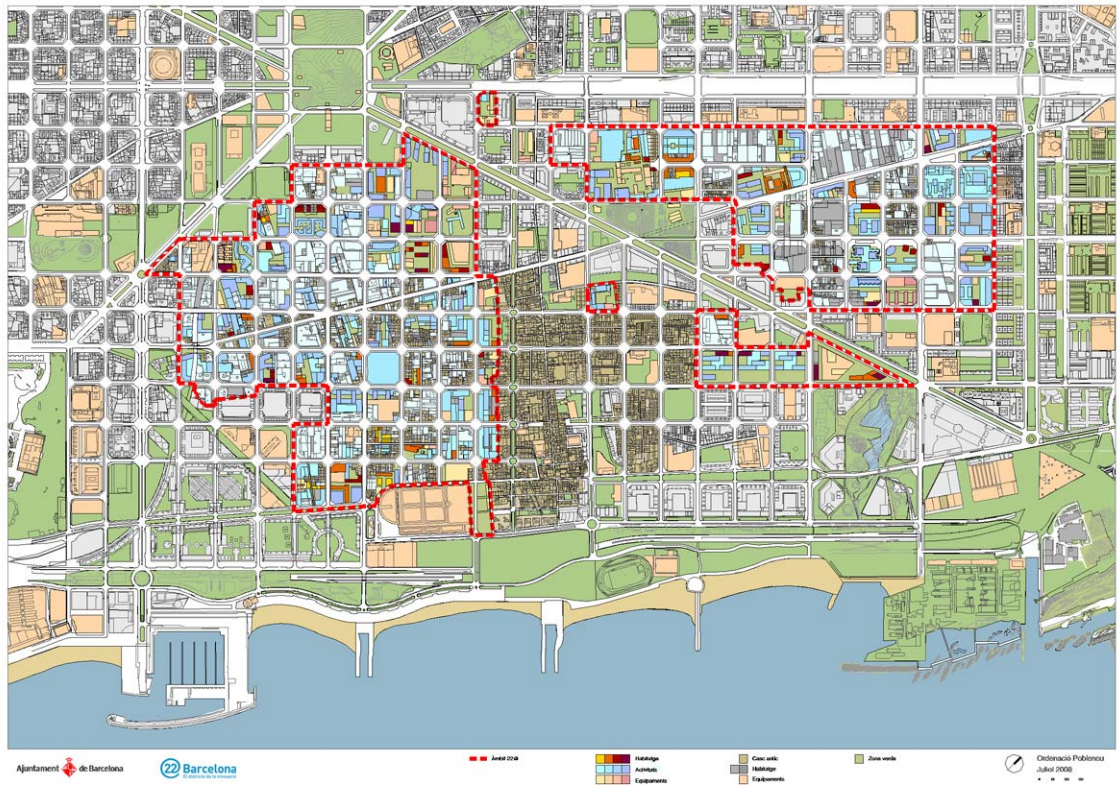 Ajuntament de Barcelona
22 Barcelona
El districte de la innovació
Àmbit 22@
Habitatge
Activitats
Equipaments
Casc antic
Habitatge
Equipaments
Zona verda
Ordenació Poblenou
Juliol 2008